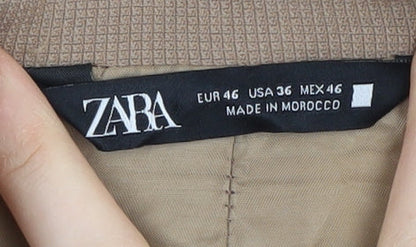 ZARA
EUR 46 USA 36 MEX 46
MADE IN MOROCCO